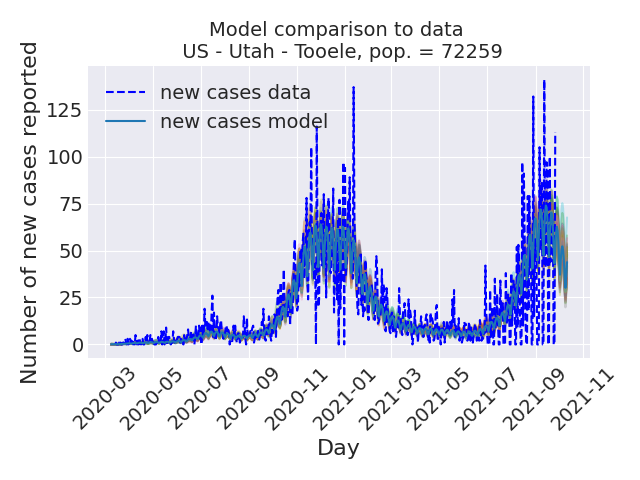 Model comparison to data
US - Utah - Tooele, pop. = 72259
Number of new cases reported
new cases data
new cases model
125
100
75
50
25
0
2020-03
2020-05
2020-07
2020-09
2020-11
2021-01
2021-03
2021-05
2021-07
2021-09
2021-11
Day